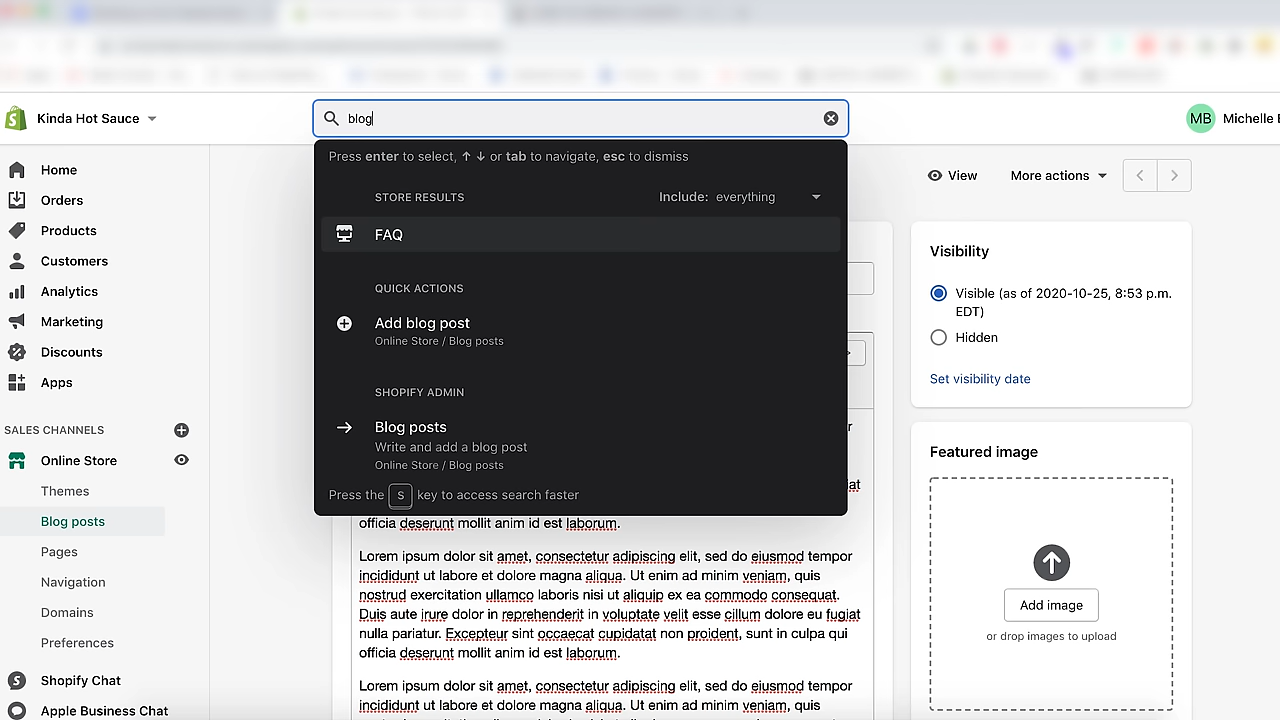 Kinda Hot Sauce
blog
MB Michelle
Press enter to select, ↑ ↓ or tab to navigate, esc to dismiss
STORE RESULTS
Include: everything
FAQ
QUICK ACTIONS
Add blog post
Online Store / Blog posts
SHOPIFY ADMIN
Blog posts
Write and add a blog post
Online Store / Blog posts
Press the S key to access search faster
Home
Orders
Products
Customers
Analytics
Marketing
Discounts
Apps
SALES CHANNELS
Online Store
Themes
Blog posts
Pages
Navigation
Domains
Preferences
Shopify Chat
Apple Business Chat
officia deserunt mollit anim id est laborum.
Lorem ipsum dolor sit amet, consectetur adipiscing elit, sed do eiusmod tempor
incididunt ut labore et dolore magna aliqua. Ut enim ad minim veniam, quis
nostrud exercitation ullamco laboris nisi ut aliquip ex ea commodo consequat.
Duis aute irure dolor in reprehenderit in voluptate velit esse cillum dolore eu fugiat
nulla pariatur. Excepteur sint occaecat cupidatat non proident, sunt in culpa qui
officia deserunt mollit anim id est laborum.
Lorem ipsum dolor sit amet, consectetur adipiscing elit, sed do eiusmod tempor
incididunt ut labore et dolore magna aliqua. Ut enim ad minim veniam, quis
View
More actions
Visibility
Visible (as of 2020-10-25, 8:53 p.m.
EDT)
Hidden
Set visibility date
Featured image
Add image
or drop images to upload